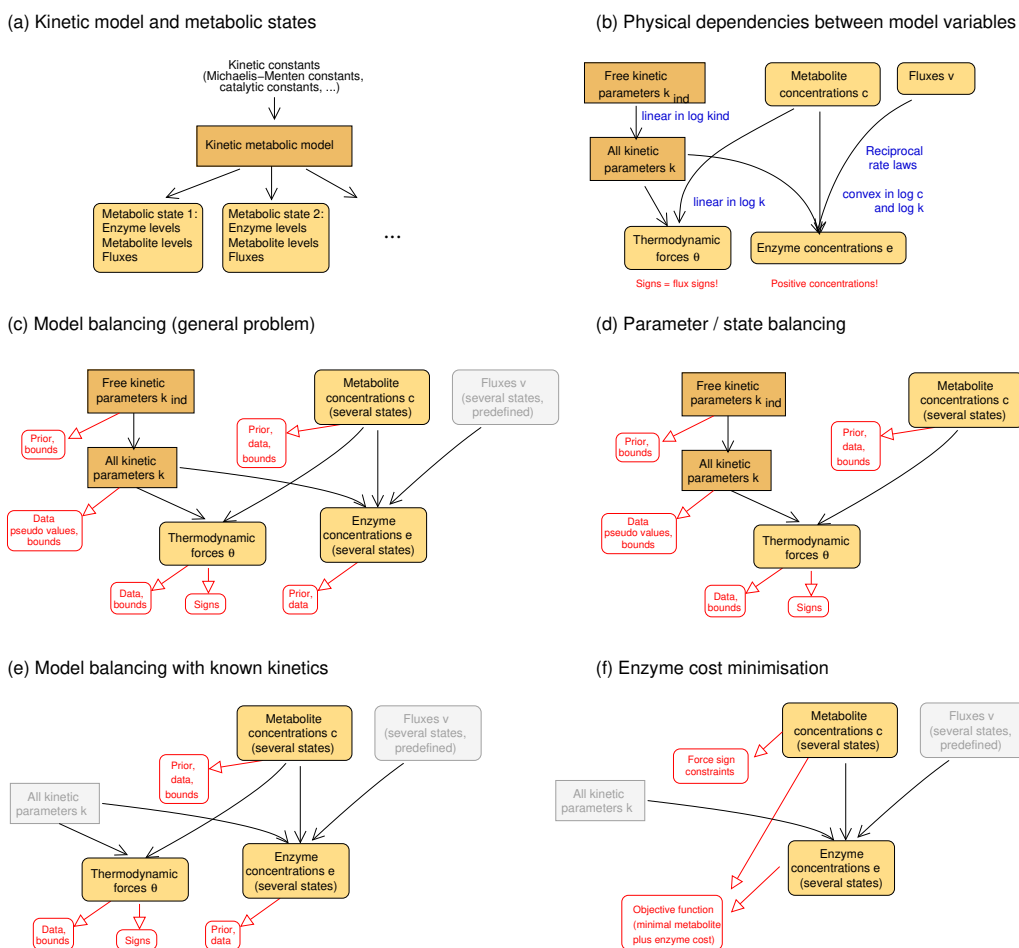 (a) Kinetic model and metabolic states
Kinetic constants
(Michaelis−Menten constants,
catalytic constants, ...)
Kinetic metabolic model
Metabolic state 1:
Enzyme levels
Metabolite levels
Fluxes
Metabolic state 2:
Enzyme levels
Metabolite levels
Fluxes
...
(b) Physical dependencies between model variables
Free kinetic
parameters k ind
Metabolite
concentrations c
Fluxes v
linear in log kind
All kinetic
parameters k
Reciprocal
rate laws
linear in log k
convex in log c
and log k
Thermodynamic
forces θ
Enzyme concentrations e
Signs = flux signs!
Positive concentrations!
(c) Model balancing (general problem)
Free kinetic
parameters k ind
Metabolite
concentrations c
(several states)
Fluxes v
(several states,
predefined)
Prior,
bounds
Prior,
data,
bounds
All kinetic
parameters k
Data
pseudo values,
bounds
Thermodynamic
forces θ
Enzyme
concentrations e
(several states)
Data,
bounds
Signs
Prior,
data
(d) Parameter / state balancing
Free kinetic
parameters k ind
Metabolite
concentrations c
(several states)
Prior,
bounds
Prior,
data,
bounds
All kinetic
parameters k
Data
pseudo values,
bounds
Thermodynamic
forces θ
Data,
bounds
Signs
(e) Model balancing with known kinetics
Metabolite
concentrations c
(several states)
Fluxes v
(several states,
predefined)
Prior,
data,
bounds
All kinetic
parameters k
Thermodynamic
forces θ
Enzyme
concentrations e
(several states)
Data,
bounds
Signs
Prior,
data
(f) Enzyme cost minimisation
Metabolite
concentrations c
(several states)
Fluxes v
(several states,
predefined)
Force sign
constraints
All kinetic
parameters k
Enzyme
concentrations e
(several states)
Objective function
(minimal metabolite
plus enzyme cost)